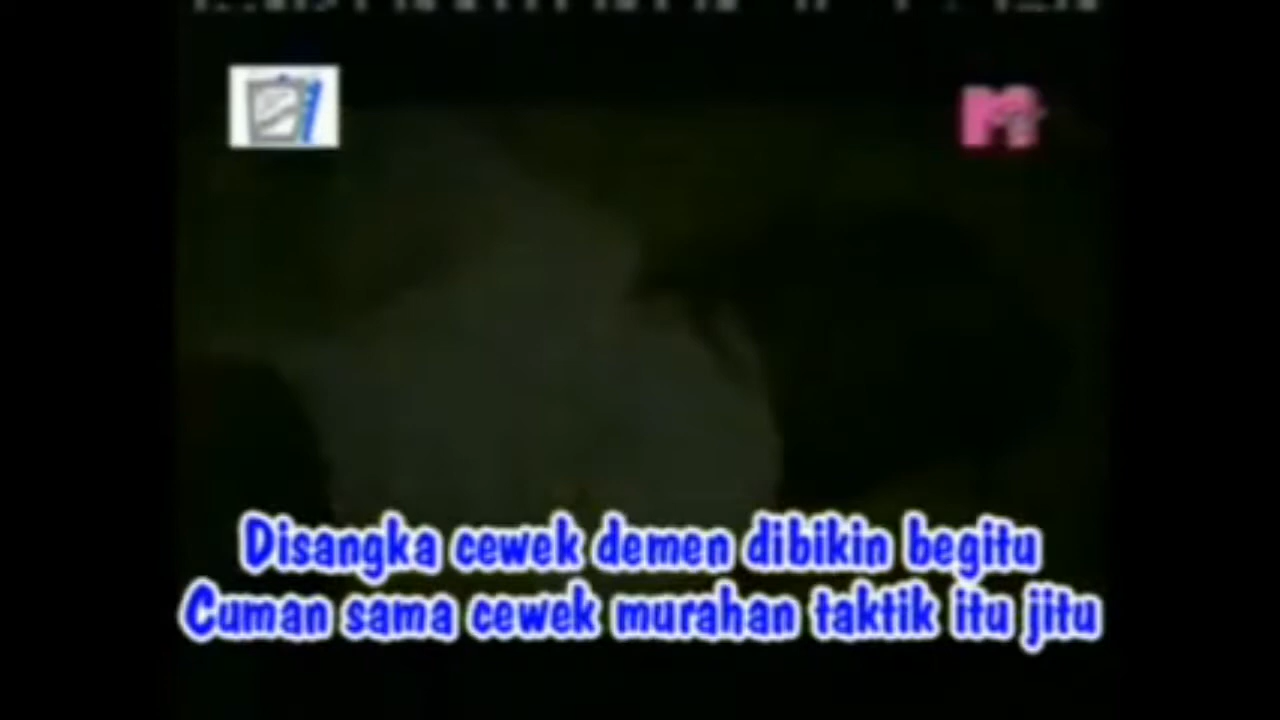 Disangka cewek demen dibikin begitu
Cuman sama cewek murahan taktik itu jitu